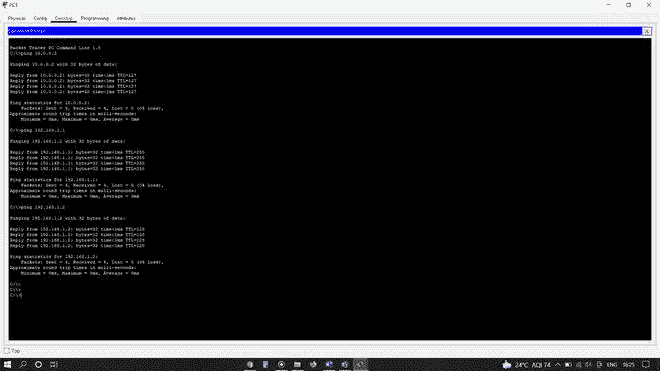 PC1
Physical Config Desktop Programming Attributes
Command Prompt
X
Packet Tracer PC Command Line 1.0
C:\>ping 10.0.0.2
Pinging 10.0.0.2 with 32 bytes of data:
Reply from 10.0.0.2: bytes=32 time<1ms TTL=127
Reply from 10.0.0.2: bytes=32 time<1ms TTL=127
Reply from 10.0.0.2: bytes=32 time<1ms TTL=127
Reply from 10.0.0.2: bytes=32 time<1ms TTL=127
Ping statistics for 10.0.0.2:
Packets: Sent = 4, Received = 4, Lost = 0 (0% loss),
Approximate round trip times in milli-seconds:
Minimum = 0ms, Maximum = 0ms, Average = 0ms
C:\>ping 192.168.1.1
Pinging 192.168.1.1 with 32 bytes of data:
Reply from 192.168.1.1: bytes=32 time<1ms TTL=255
Reply from 192.168.1.1: bytes=32 time<1ms TTL=255
Reply from 192.168.1.1: bytes=32 time<1ms TTL=255
Reply from 192.168.1.1: bytes=32 time<1ms TTL=255
Ping statistics for 192.168.1.1:
Packets: Sent = 4, Received = 4, Lost = 0 (0% loss),
Approximate round trip times in milli-seconds:
Minimum = 0ms, Maximum = 0ms, Average = 0ms
C:\>ping 192.168.1.2
Pinging 192.168.1.2 with 32 bytes of data:
Reply from 192.168.1.2: bytes=32 time<1ms TTL=128
Reply from 192.168.1.2: bytes=32 time<1ms TTL=128
Reply from 192.168.1.2: bytes=32 time<1ms TTL=128
Reply from 192.168.1.2: bytes=32 time<1ms TTL=128
Ping statistics for 192.168.1.2:
Packets: Sent = 4, Received = 4, Lost = 0 (0% loss),
Approximate round trip times in milli-seconds:
Minimum = 0ms, Maximum = 0ms, Average = 0ms
C:\>
C:\>
C:\>
Top
24°C AQI 74 ENG 16:25